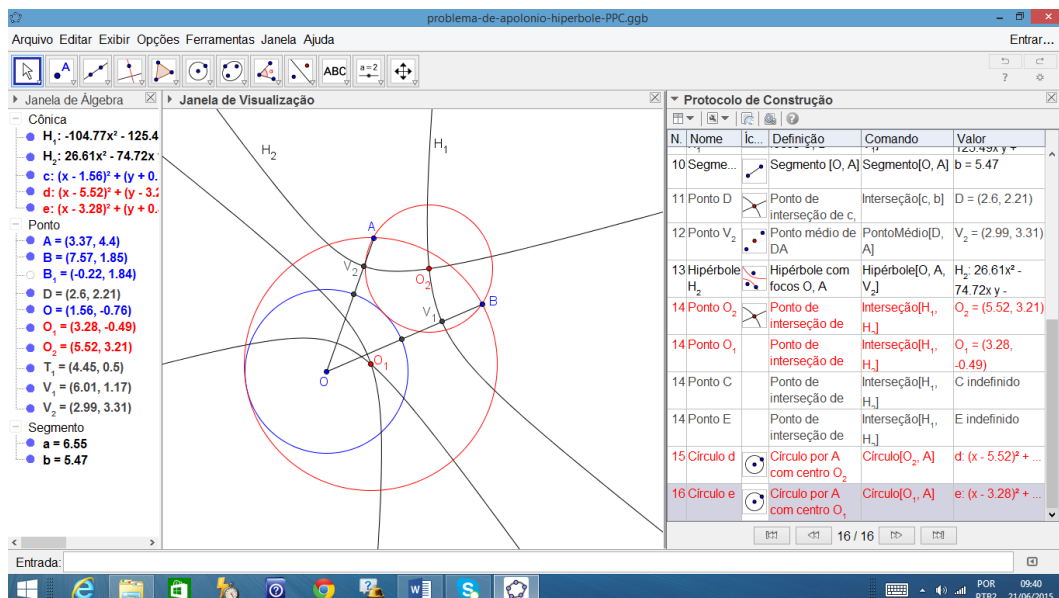 problema-de-apolonio-hiperbole-PPC.ggb
Arquivo Editar Exibir Opções Ferramentas Janela Ajuda
Entrar...
A
ABC
a=2
Janela de Álgebra
Cônica
H₁: -104.77x² - 125.4
H₂: 26.61x² - 74.72x
c: (x - 1.56)² + (y + 0.
d: (x - 5.52)² + (y - 3.2
e: (x - 3.28)² + (y + 0.
Ponto
A = (3.37, 4.4)
B = (7.57, 1.85)
B₁ = (-0.22, 1.84)
D = (2.6, 2.21)
O = (1.56, -0.76)
O₁ = (3.28, -0.49)
O₂ = (5.52, 3.21)
T₁ = (4.45, 0.5)
V₁ = (6.01, 1.17)
V₂ = (2.99, 3.31)
Segmento
a = 6.55
b = 5.47
Janela de Visualização
H₂
H₁
A
V₂
O₂
B
V₁
O₁
O
Protocolo de Construção
N. Nome Íc... Definição Comando Valor
125.49x y +
10 Segme... Segmento [O, A] Segmento[O, A] b = 5.47
11 Ponto D Ponto de interseção de c, Interseção[c, b] D = (2.6, 2.21)
12 Ponto V₂ Ponto médio de DA PontoMédio[D, A] V₂ = (2.99, 3.31)
13 Hipérbole H₂ Hipérbole com focos O, A Hipérbole[O, A, V₂] H₂: 26.61x² - 74.72x y -
14 Ponto O₂ Ponto de interseção de Interseção[H₁, H₂] O₂ = (5.52, 3.21)
14 Ponto O₁ Ponto de interseção de Interseção[H₁, H₂] O₁ = (3.28, -0.49)
14 Ponto C Ponto de interseção de Interseção[H₁, H₂] C indefinido
14 Ponto E Ponto de interseção de Interseção[H₁, H₂] E indefinido
15 Círculo d Círculo por A com centro O₂ Círculo[O₂, A] d: (x - 5.52)² + ...
16 Círculo e Círculo por A com centro O₁ Círculo[O₁, A] e: (x - 3.28)² + ...
16 / 16
Entrada:
POR
PTB2
09:40
21/06/2015